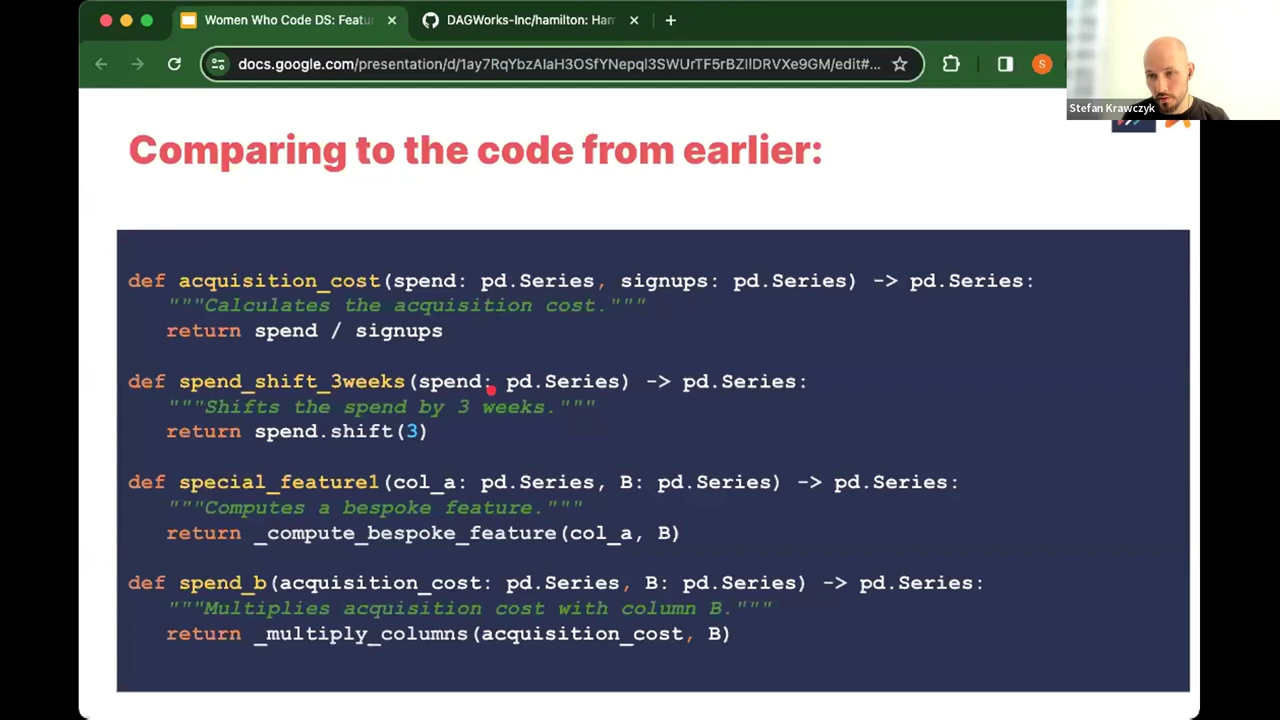 Women Who Code DS: Featu
DAGWorks-Inc/hamilton: Ham
docs.google.com/presentation/d/1ay7RqYbzAIaH3OSfYNepql3SWUrTF5rBZIlDRVXe9GM/edit#...
S
Stefan Krawczyk
Comparing to the code from earlier:
def acquisition_cost(spend: pd.Series, signups: pd.Series) -> pd.Series:
"""Calculates the acquisition cost."""
return spend / signups
def spend_shift_3weeks(spend: pd.Series) -> pd.Series:
"""Shifts the spend by 3 weeks."""
return spend.shift(3)
def special_feature1(col_a: pd.Series, B: pd.Series) -> pd.Series:
"""Computes a bespoke feature."""
return _compute_bespoke_feature(col_a, B)
def spend_b(acquisition_cost: pd.Series, B: pd.Series) -> pd.Series:
"""Multiplies acquisition cost with column B."""
return _multiply_columns(acquisition_cost, B)